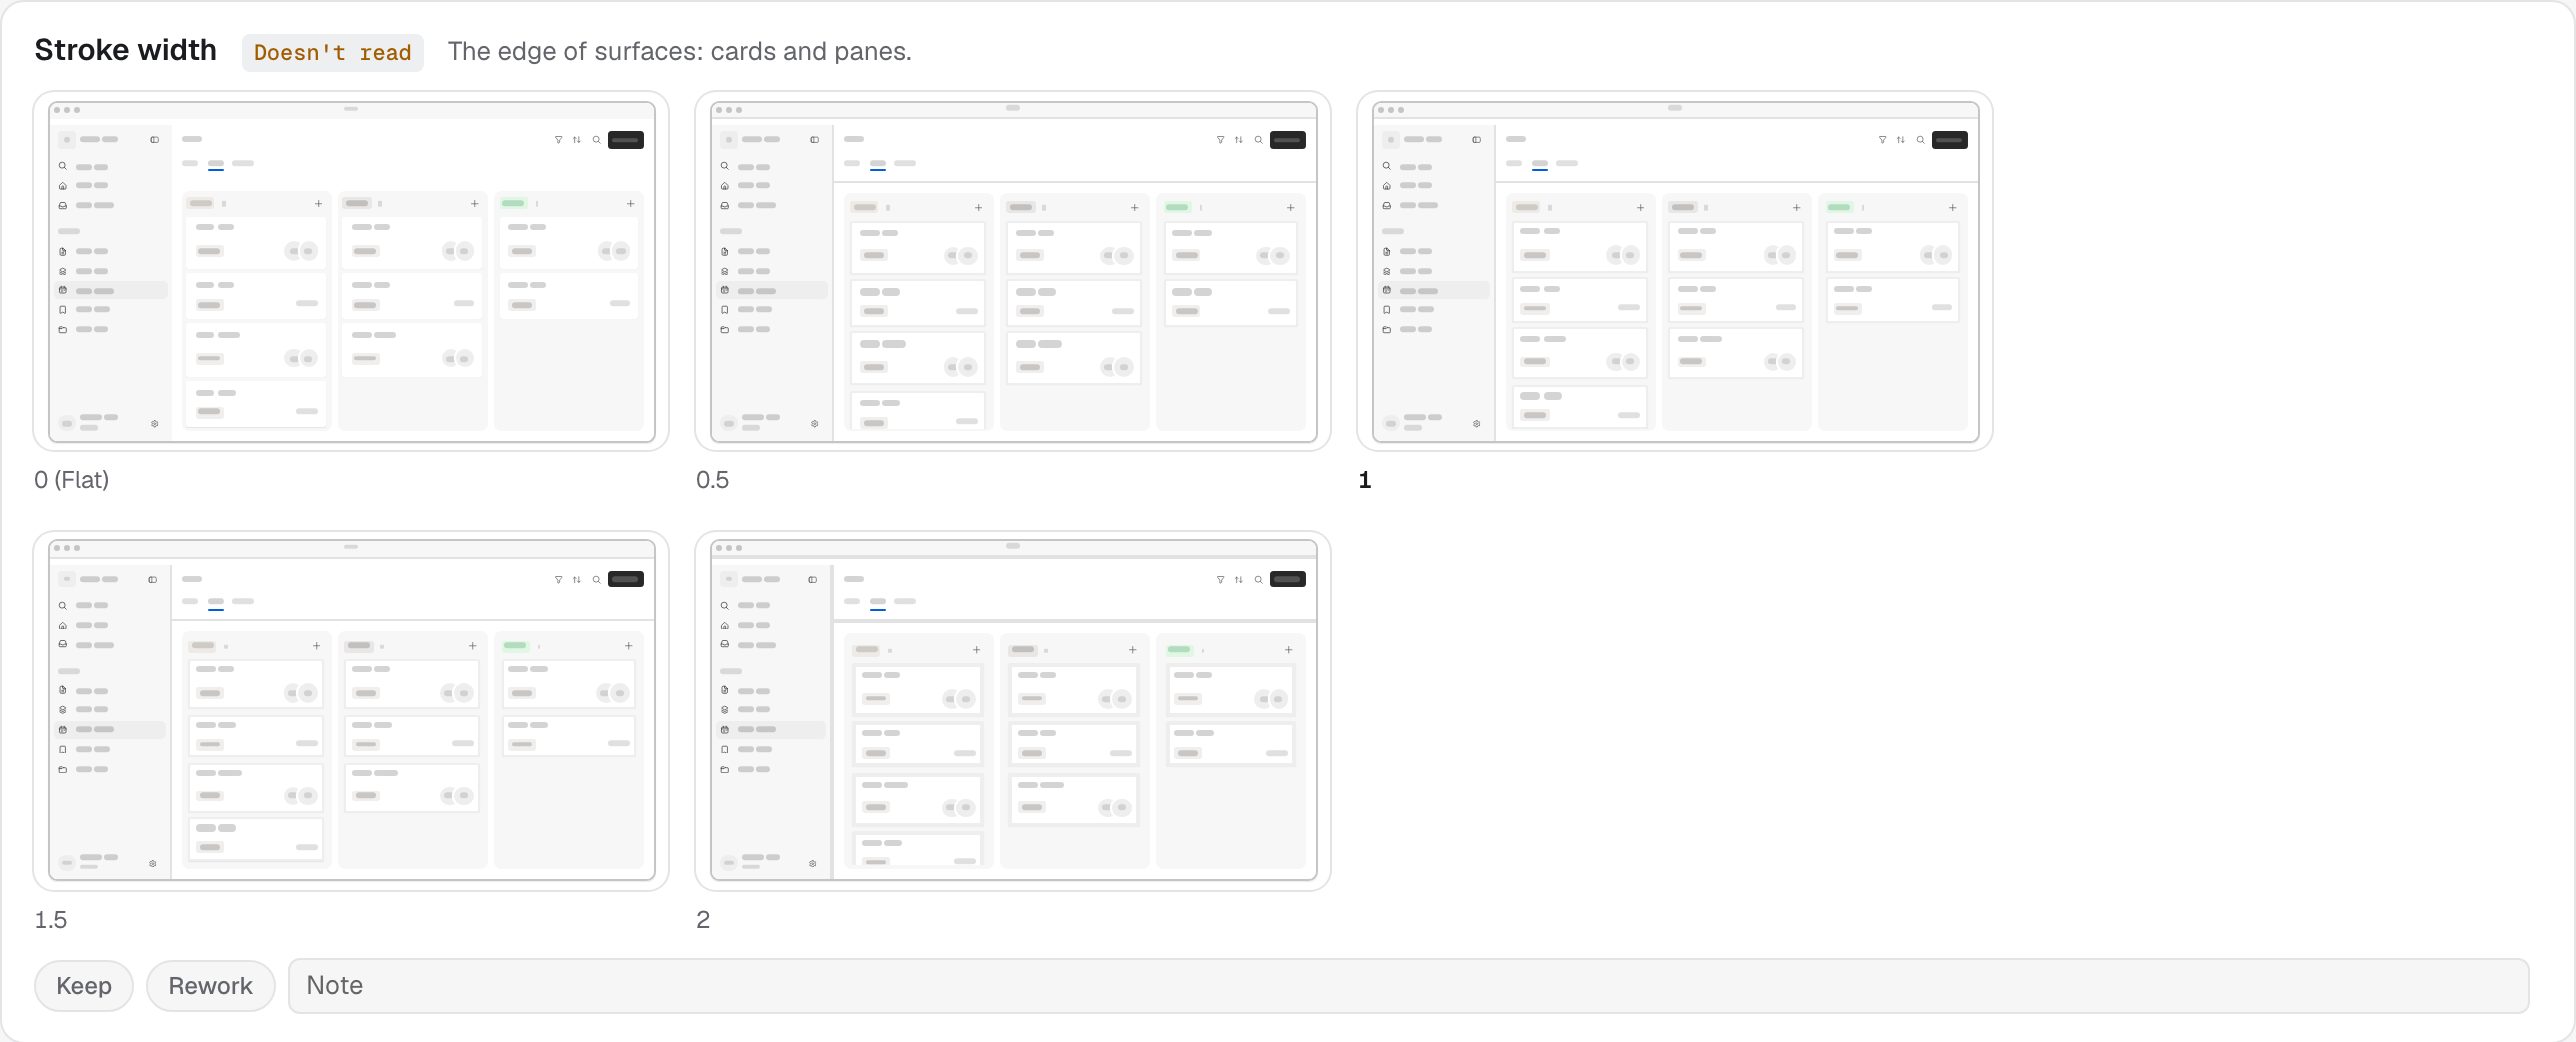 Stroke width Doesn't read The edge of surfaces: cards and panes.
0 (Flat) 0.5 1
1.5 2
Keep Rework Note